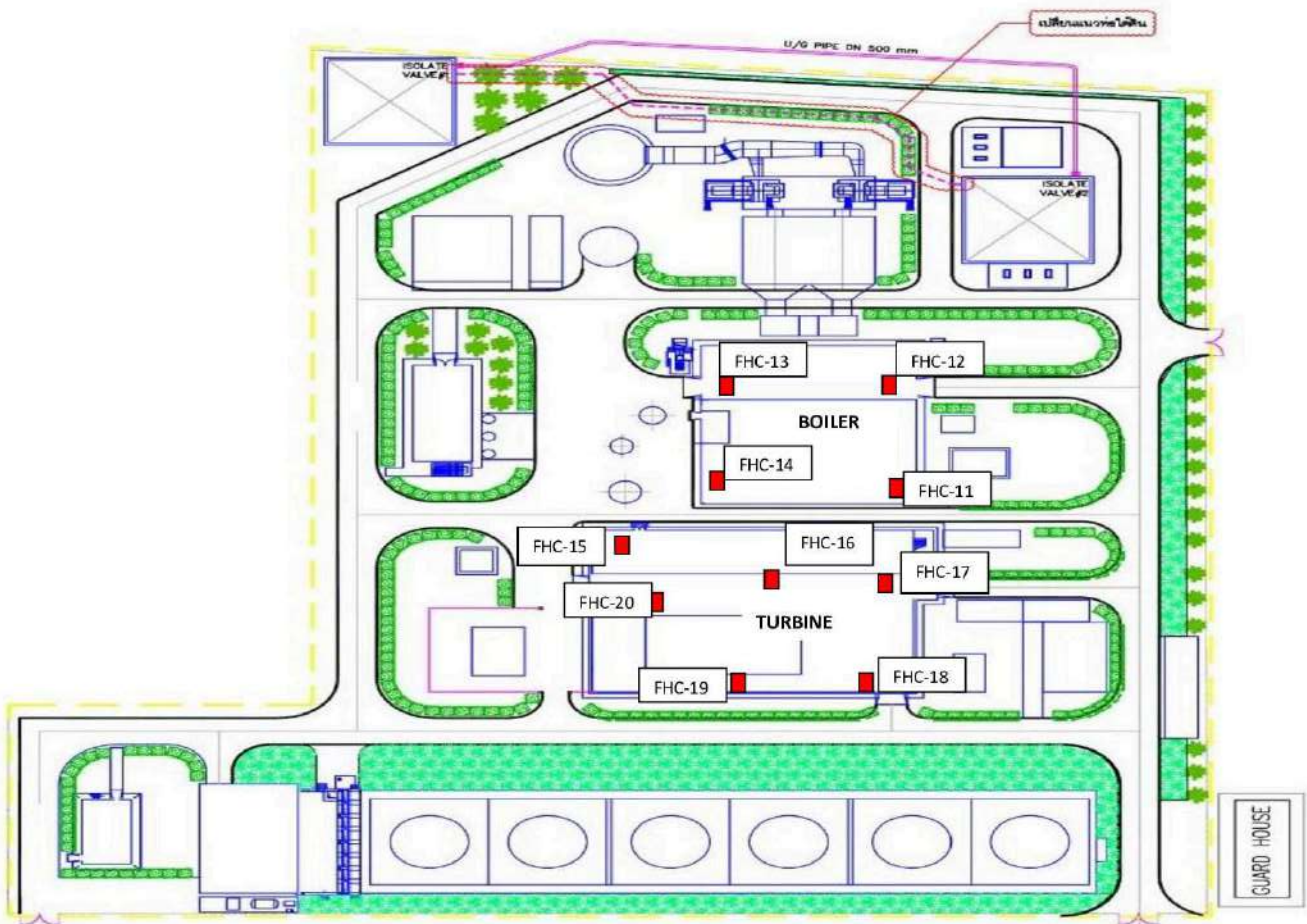 เปลี่ยนแนวท่อใต้ดิน
U/G PIPE DN 500 mm
ISOLATE
VALVE#1
ISOLATE
VALVE#2
FHC-13
FHC-12
BOILER
FHC-14
FHC-11
FHC-15
FHC-16
FHC-17
FHC-20
TURBINE
FHC-19
FHC-18
GUARD HOUSE